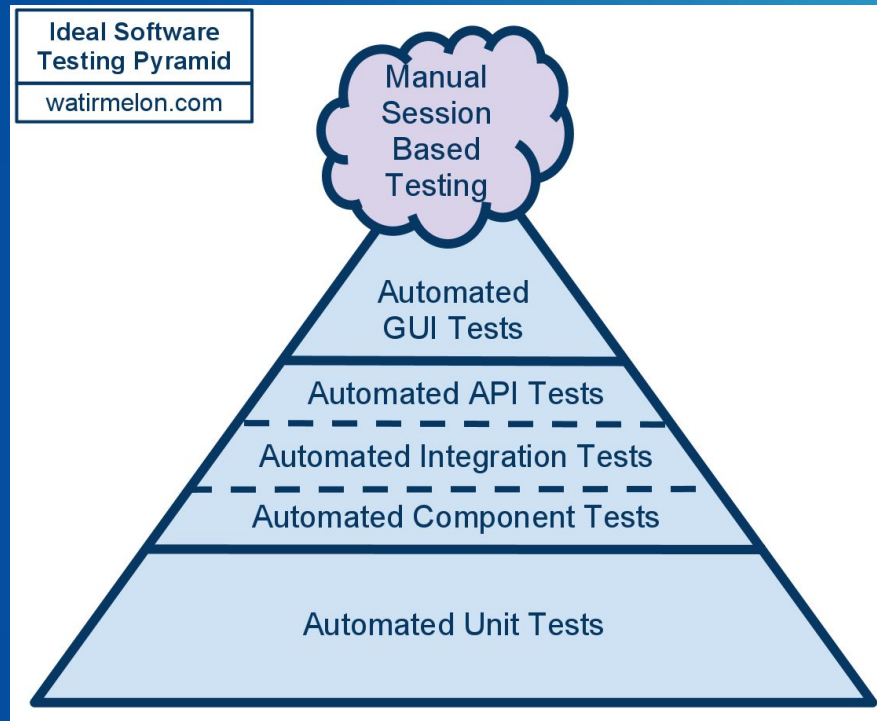 Ideal Software
Testing Pyramid
watirmelon.com
Manual
Session
Based
Testing
Automated
GUI Tests
Automated API Tests
Automated Integration Tests
Automated Component Tests
Automated Unit Tests